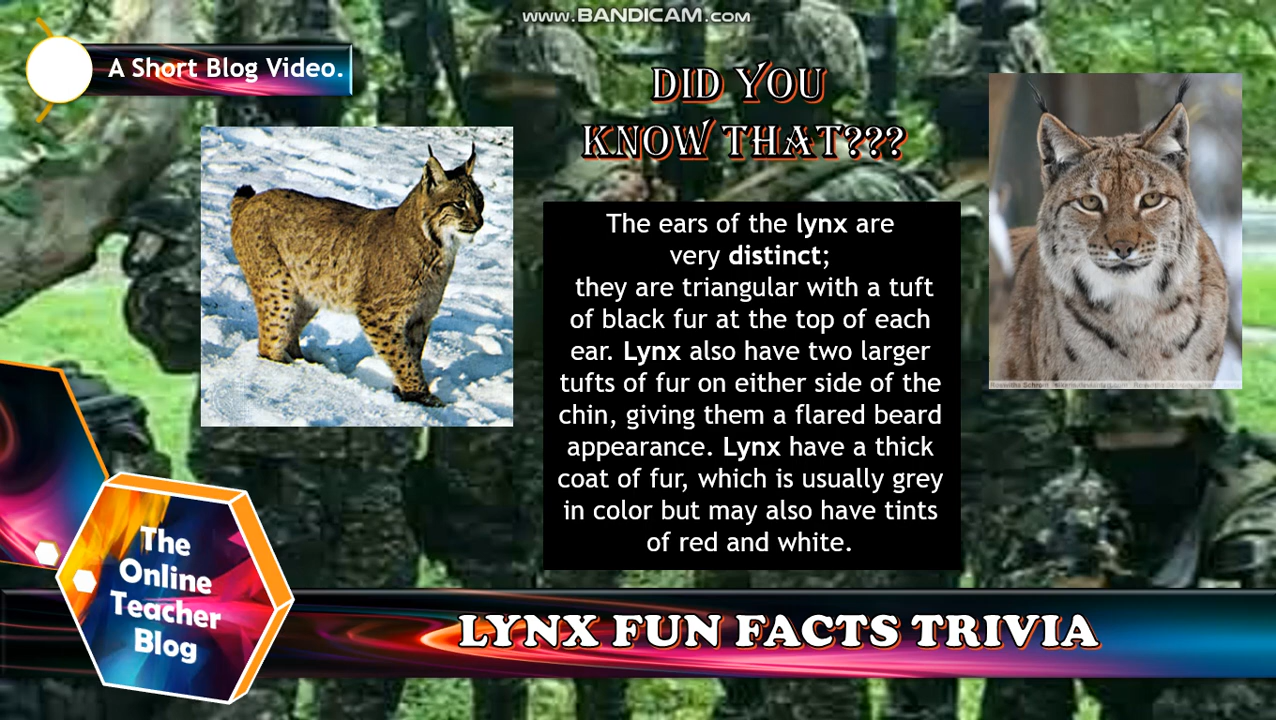 www.BANDICAM.com
A Short Blog Video.
DID YOU
KNOW THAT???
The ears of the lynx are
very distinct;
they are triangular with a tuft
of black fur at the top of each
ear. Lynx also have two larger
tufts of fur on either side of the
chin, giving them a flared beard
appearance. Lynx have a thick
coat of fur, which is usually grey
in color but may also have tints
of red and white.
The
Online
Teacher
Blog
LYNX FUN FACTS TRIVIA